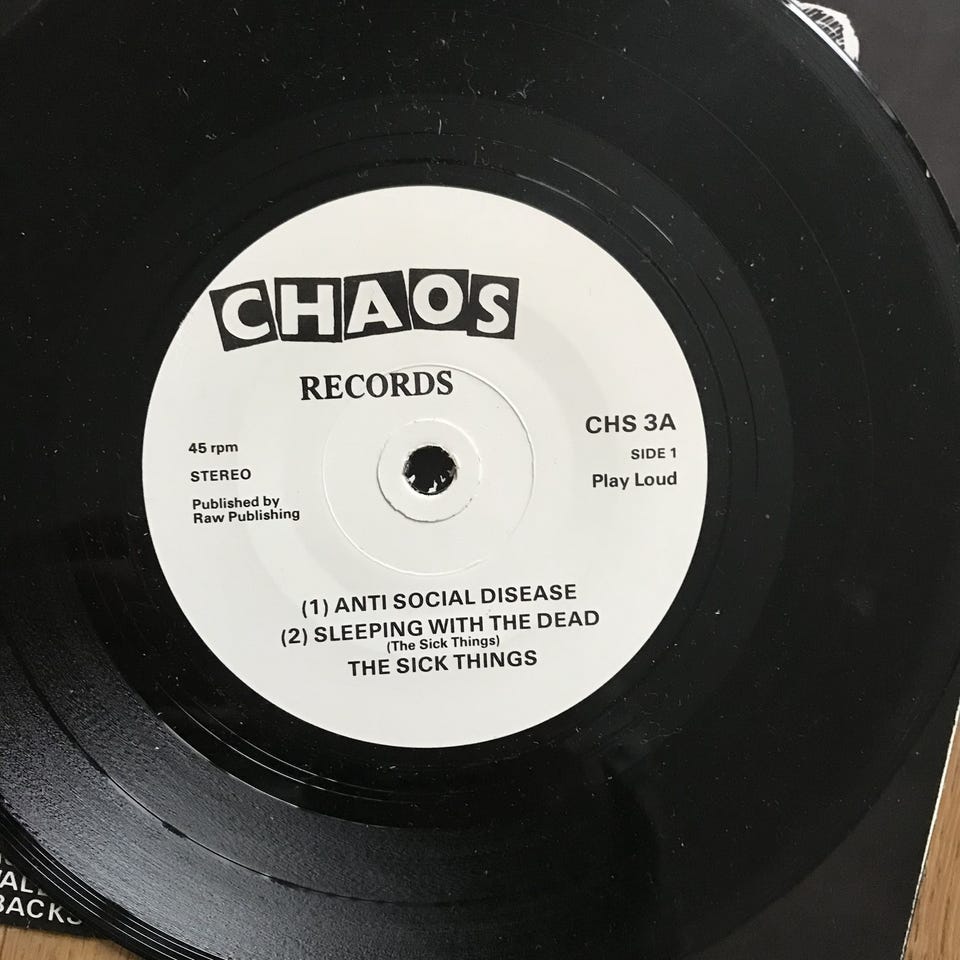 CHAOS
RECORDS
45 rpm
STEREO
Published by
Raw Publishing
CHS 3A
SIDE 1
Play Loud
(1) ANTI SOCIAL DISEASE
(2) SLEEPING WITH THE DEAD
(The Sick Things)
THE SICK THINGS
BACKS